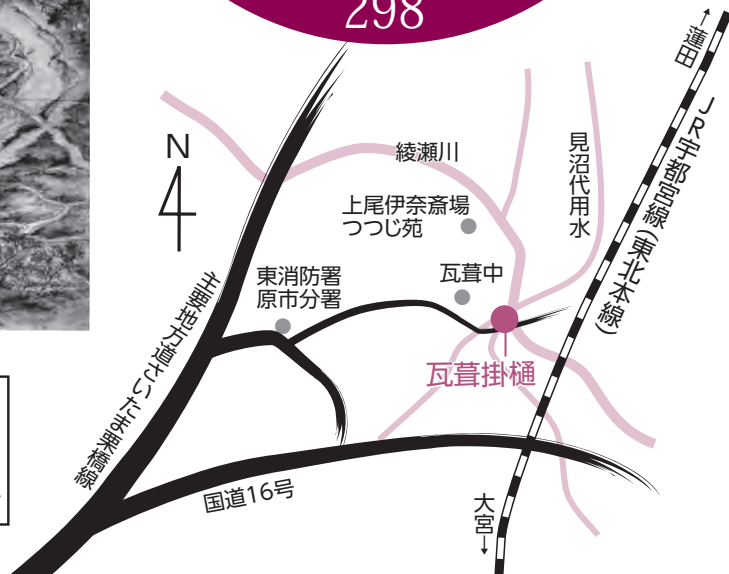 298
↑蓮田
JR宇都宮線（東北本線）
N
綾瀬川
見沼代用水
上尾伊奈斎場
つつじ苑
東消防署
原市分署
瓦葺中
主要地方道さいたま栗橋線
瓦葺掛樋
国道16号
大宮↓